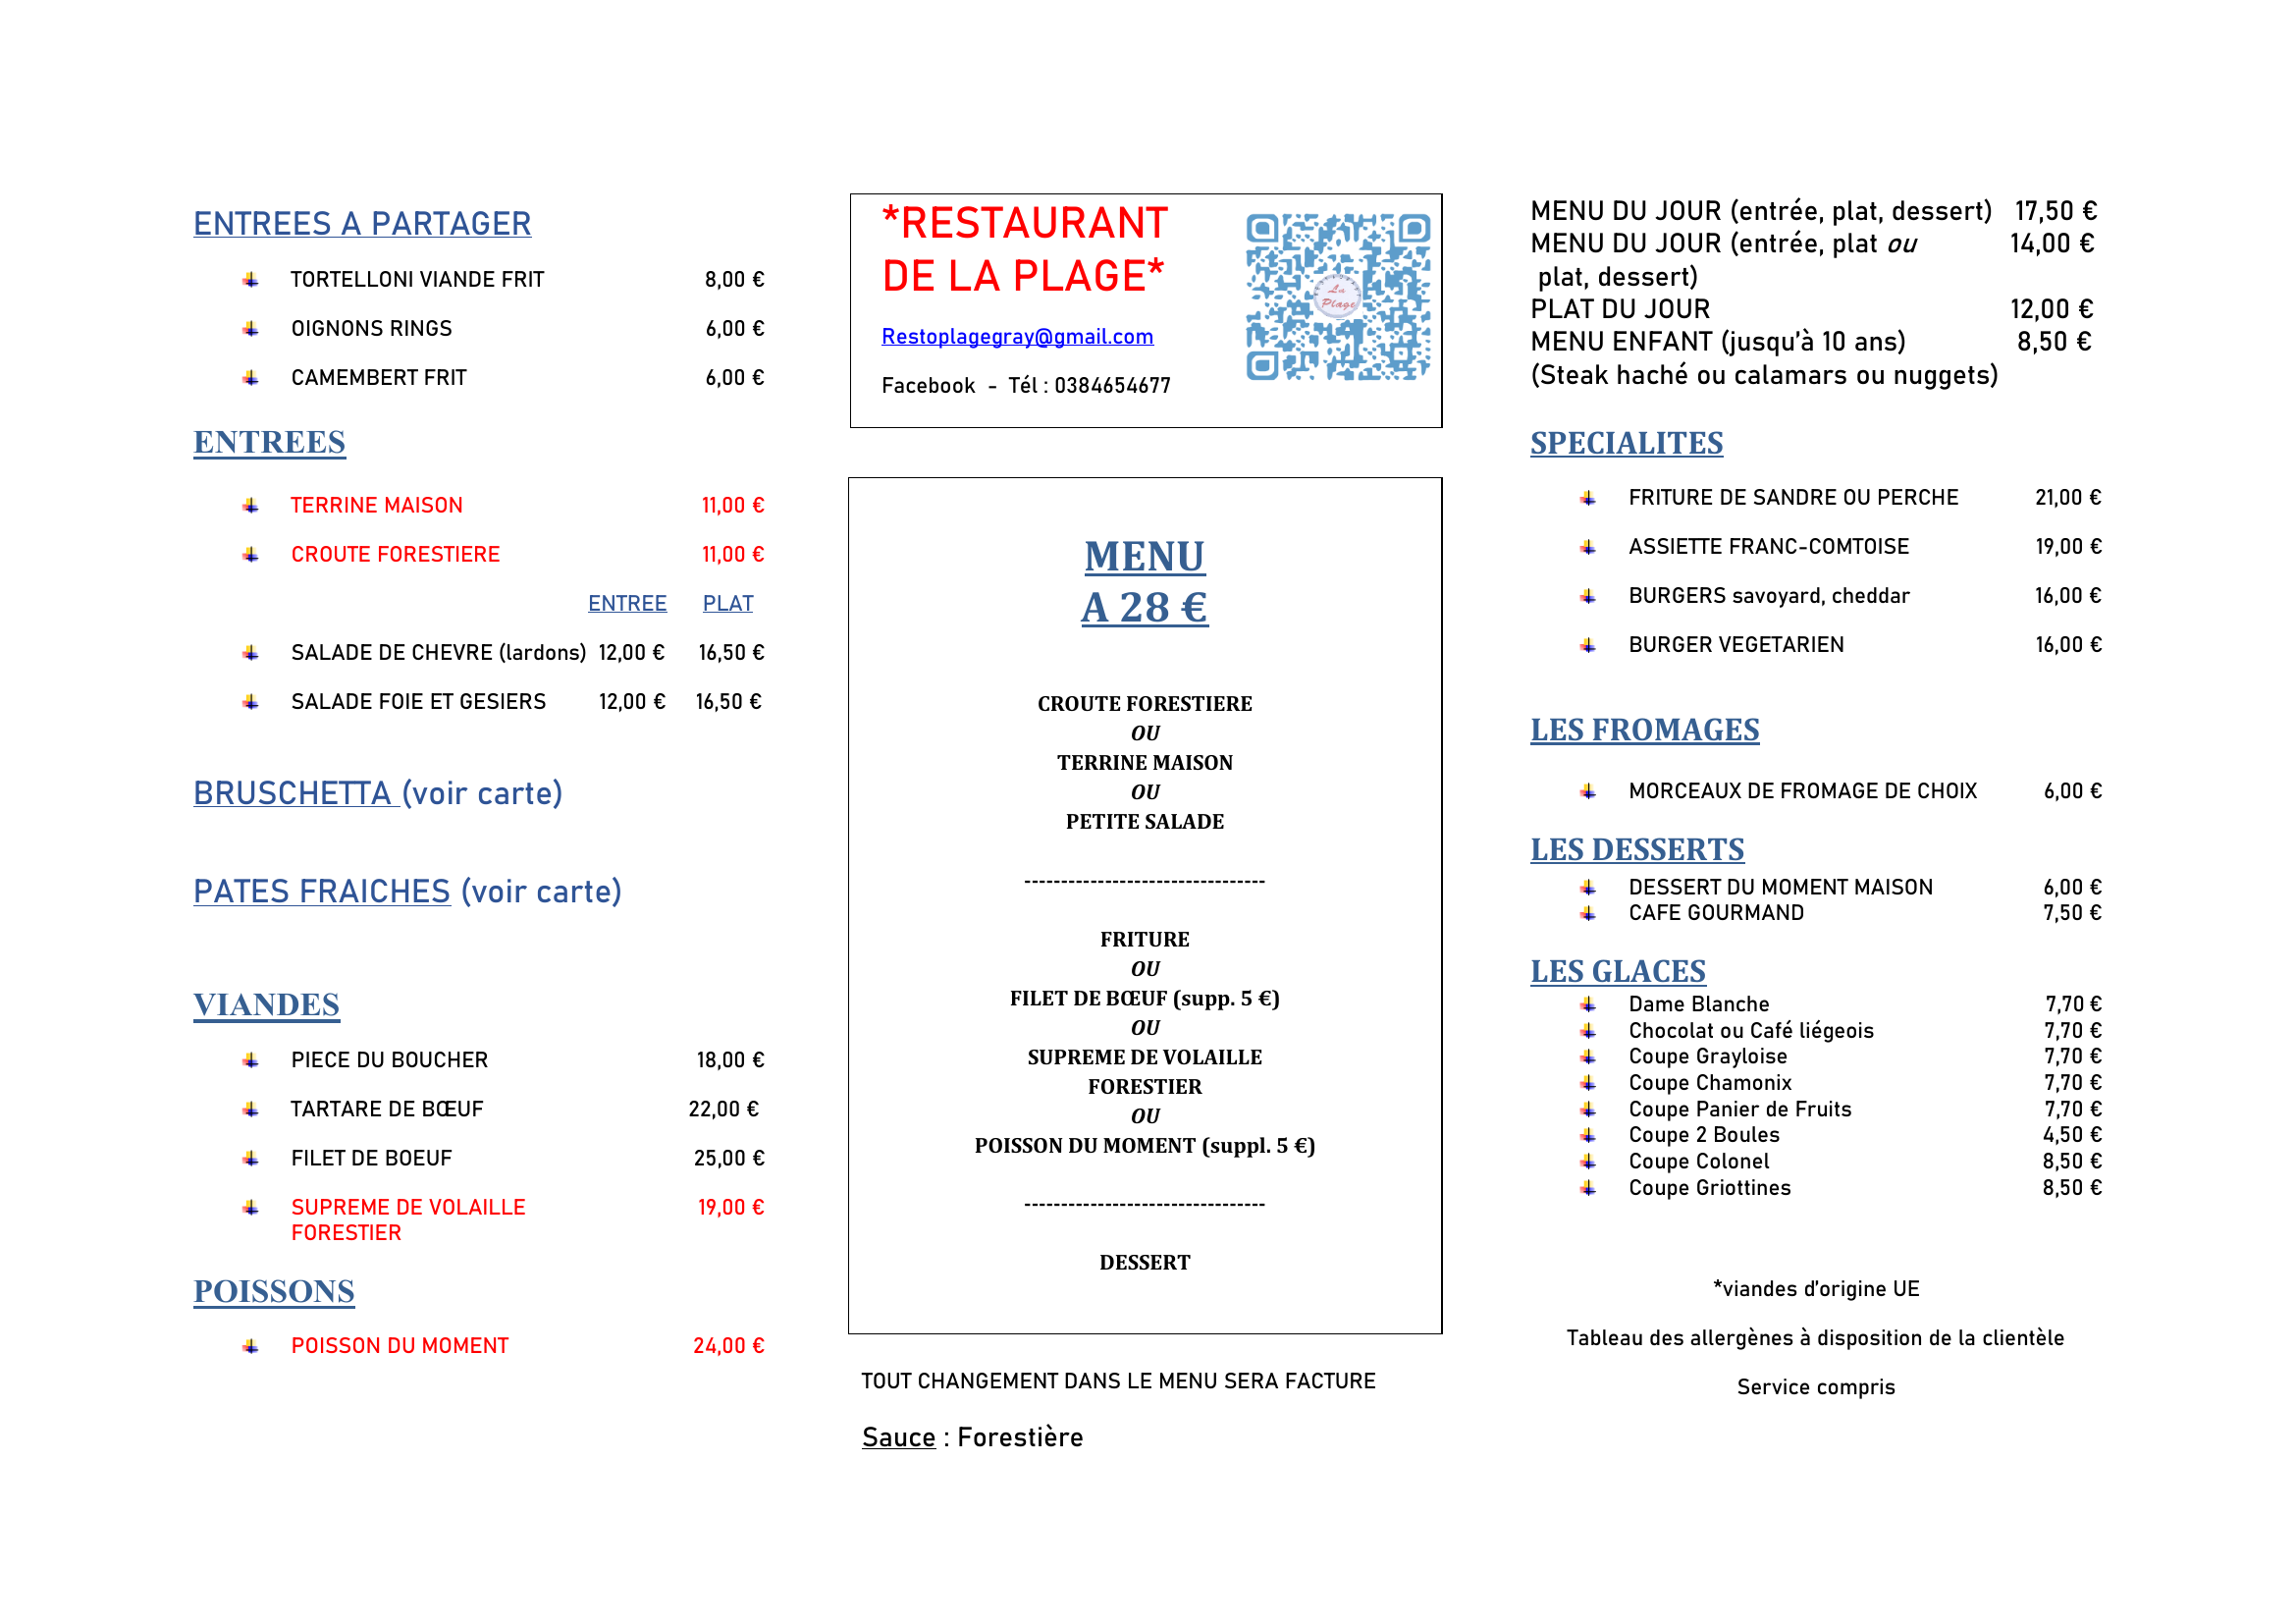 ENTREES A PARTAGER
TORTELLONI VIANDE FRIT 8,00 €
OIGNONS RINGS 6,00 €
CAMEMBERT FRIT 6,00 €
ENTREES
TERRINE MAISON 11,00 €
CROUTE FORESTIERE 11,00 €
ENTREE PLAT
SALADE DE CHEVRE (lardons) 12,00 € 16,50 €
SALADE FOIE ET GESIERS 12,00 € 16,50 €
BRUSCHETTA (voir carte)
PATES FRAICHES (voir carte)
VIANDES
PIECE DU BOUCHER 18,00 €
TARTARE DE BŒUF 22,00 €
FILET DE BOEUF 25,00 €
SUPREME DE VOLAILLE 19,00 €
FORESTIER
POISSONS
POISSON DU MOMENT 24,00 €
*RESTAURANT
DE LA PLAGE*
Restoplagegray@gmail.com
Facebook - Tél : 0384654677
La
Plage
MENU
A 28 €
CROUTE FORESTIERE
OU
TERRINE MAISON
OU
PETITE SALADE
---------------------------------
FRITURE
OU
FILET DE BŒUF (supp. 5 €)
OU
SUPREME DE VOLAILLE
FORESTIER
OU
POISSON DU MOMENT (suppl. 5 €)
---------------------------------
DESSERT
TOUT CHANGEMENT DANS LE MENU SERA FACTURE
Sauce : Forestière
MENU DU JOUR (entrée, plat, dessert) 17,50 €
MENU DU JOUR (entrée, plat ou 14,00 €
plat, dessert)
PLAT DU JOUR 12,00 €
MENU ENFANT (jusqu’à 10 ans) 8,50 €
(Steak haché ou calamars ou nuggets)
SPECIALITES
FRITURE DE SANDRE OU PERCHE 21,00 €
ASSIETTE FRANC-COMTOISE 19,00 €
BURGERS savoyard, cheddar 16,00 €
BURGER VEGETARIEN 16,00 €
LES FROMAGES
MORCEAUX DE FROMAGE DE CHOIX 6,00 €
LES DESSERTS
DESSERT DU MOMENT MAISON 6,00 €
CAFE GOURMAND 7,50 €
LES GLACES
Dame Blanche 7,70 €
Chocolat ou Café liégeois 7,70 €
Coupe Grayloise 7,70 €
Coupe Chamonix 7,70 €
Coupe Panier de Fruits 7,70 €
Coupe 2 Boules 4,50 €
Coupe Colonel 8,50 €
Coupe Griottines 8,50 €
*viandes d’origine UE
Tableau des allergènes à disposition de la clientèle
Service compris